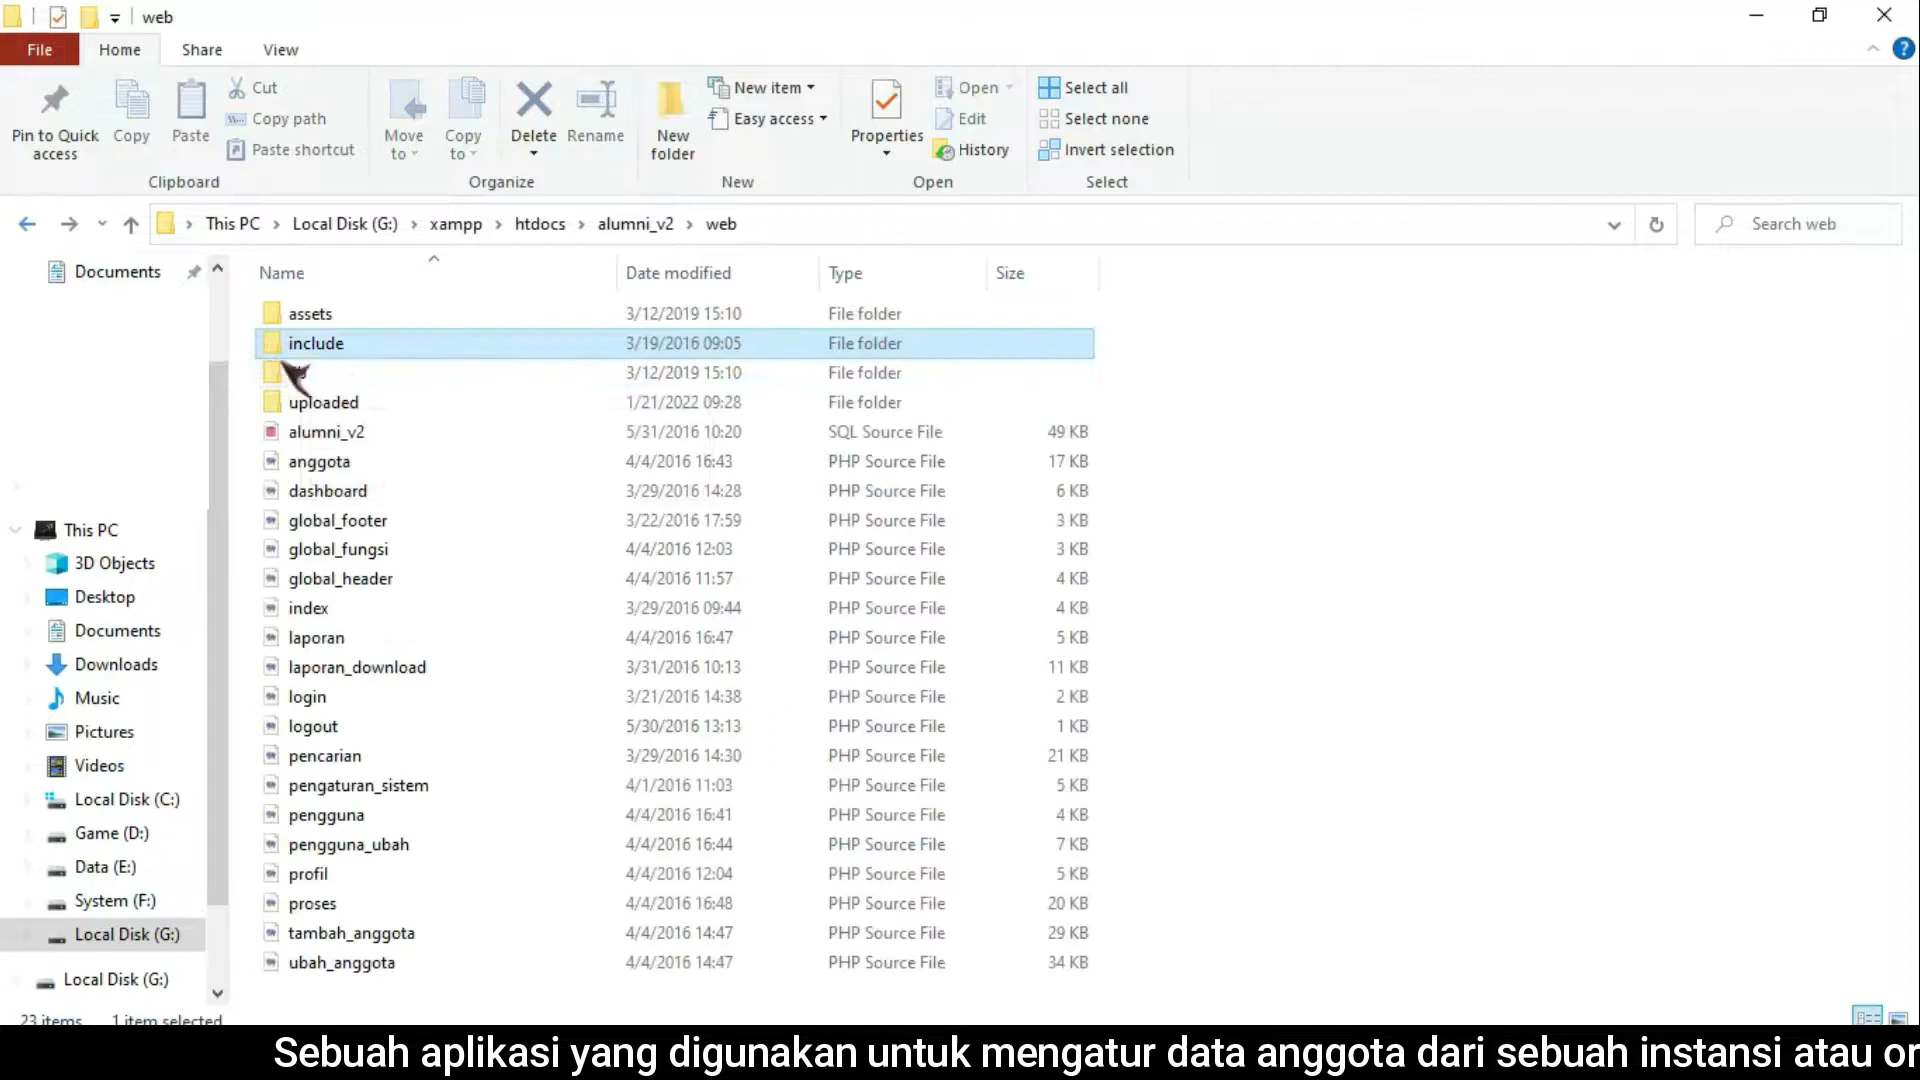 web
File Home Share View
Pin to Quick access
Copy
Paste
Cut
Copy path
Paste shortcut
Move to
Copy to
Delete
Rename
New folder
New item
Easy access
Properties
Open
Edit
History
Select all
Select none
Invert selection
Clipboard Organize New Open Select
This PC Local Disk (G:) xampp htdocs alumni_v2 web
Search web
Documents
This PC
3D Objects
Desktop
Documents
Downloads
Music
Pictures
Videos
Local Disk (C:)
Game (D:)
Data (E:)
System (F:)
Local Disk (G:)
Local Disk (G:)
Name Date modified Type Size
assets 3/12/2019 15:10 File folder
include 3/19/2016 09:05 File folder
3/12/2019 15:10 File folder
uploaded 1/21/2022 09:28 File folder
alumni_v2 5/31/2016 10:20 SQL Source File 49 KB
anggota 4/4/2016 16:43 PHP Source File 17 KB
dashboard 3/29/2016 14:28 PHP Source File 6 KB
global_footer 3/22/2016 17:59 PHP Source File 3 KB
global_fungsi 4/4/2016 12:03 PHP Source File 3 KB
global_header 4/4/2016 11:57 PHP Source File 4 KB
index 3/29/2016 09:44 PHP Source File 4 KB
laporan 4/4/2016 16:47 PHP Source File 5 KB
laporan_download 3/31/2016 10:13 PHP Source File 11 KB
login 3/21/2016 14:38 PHP Source File 2 KB
logout 5/30/2016 13:13 PHP Source File 1 KB
pencarian 3/29/2016 14:30 PHP Source File 21 KB
pengaturan_sistem 4/1/2016 11:03 PHP Source File 5 KB
pengguna 4/4/2016 16:41 PHP Source File 4 KB
pengguna_ubah 4/4/2016 16:44 PHP Source File 7 KB
profil 4/4/2016 12:04 PHP Source File 5 KB
proses 4/4/2016 16:48 PHP Source File 20 KB
tambah_anggota 4/4/2016 14:47 PHP Source File 29 KB
ubah_anggota 4/4/2016 14:47 PHP Source File 34 KB
23 items 1 item selected
Sebuah aplikasi yang digunakan untuk mengatur data anggota dari sebuah instansi atau or